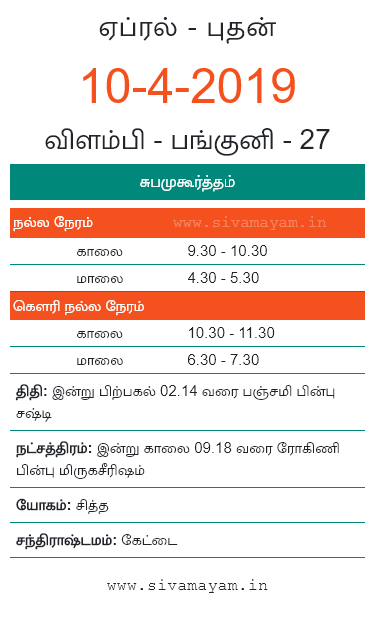 ஏப்ரல் - புதன்
10-4-2019
விளம்பி - பங்குனி - 27
சுபமுகூர்த்தம்
நல்ல நேரம் www.sivamayam.in
காலை 9.30 - 10.30
மாலை 4.30 - 5.30
கௌரி நல்ல நேரம்
காலை 10.30 - 11.30
மாலை 6.30 - 7.30
திதி: இன்று பிற்பகல் 02.14 வரை பஞ்சமி பின்பு
சஷ்டி
நட்சத்திரம்: இன்று காலை 09.18 வரை ரோகிணி
பின்பு மிருகசீரிஷம்
யோகம்: சித்த
சந்திராஷ்டமம்: கேட்டை
www.sivamayam.in